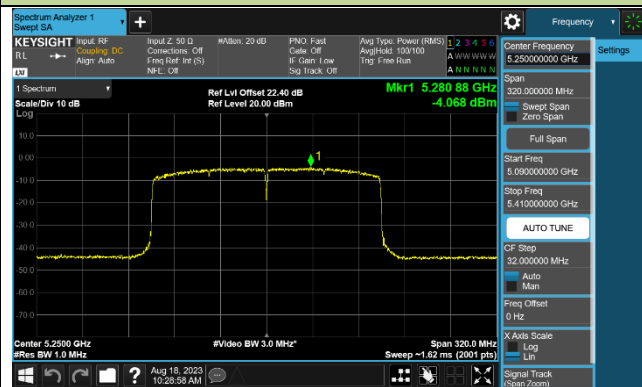 Spectrum Analyzer 1
Swept SA
Frequency
KEYSIGHT
Input: RF
Input Z: 50 Ω
#Atten: 20 dB
PNO: Fast
Avg Type: Power (RMS)
1 2 3 4 5 6
RL
Coupling: DC
Corrections: Off
Gate: Off
Avg|Hold: 100/100
A W W W W W
Align: Auto
Freq Ref: Int (S)
IF Gain: Low
Trig: Free Run
NFE: Off
Sig Track: Off
A N N N N N
LXI
1 Spectrum
Ref Lvl Offset 22.40 dB
Mkr1 5.280 88 GHz
Scale/Div 10 dB
Ref Level 20.00 dBm
-4.068 dBm
Log
10.0
0.00
1
-10.0
-20.0
-30.0
-40.0
-50.0
-60.0
-70.0
Center 5.2500 GHz
#Video BW 3.0 MHz*
Span 320.0 MHz
#Res BW 1.0 MHz
Sweep ~1.62 ms (2001 pts)
Center Frequency
Settings
5.250000000 GHz
Span
320.000000 MHz
Swept Span
Zero Span
Full Span
Start Freq
5.090000000 GHz
Stop Freq
5.410000000 GHz
AUTO TUNE
CF Step
32.000000 MHz
Auto
Man
Freq Offset
0 Hz
X Axis Scale
Log
Lin
Signal Track
(Span Zoom)
?
Aug 18, 2023
10:28:58 AM